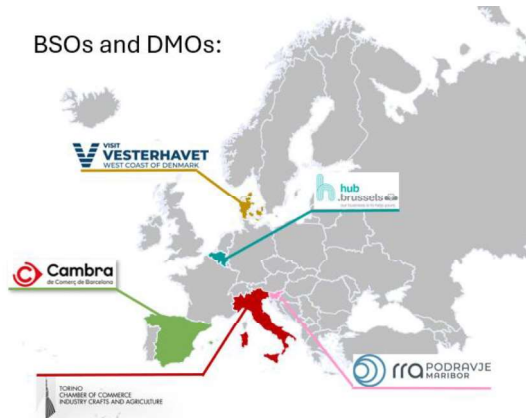 BSOs and DMOs:
VISIT
VESTERHAVET
WEST COAST OF DENMARK
hub
.brussels
Cambra
de Comerç de Barcelona
rra PODRAVJE
MARIBOR
TORINO
CHAMBER OF COMMERCE
INDUSTRY CRAFTS AND AGRICULTURE